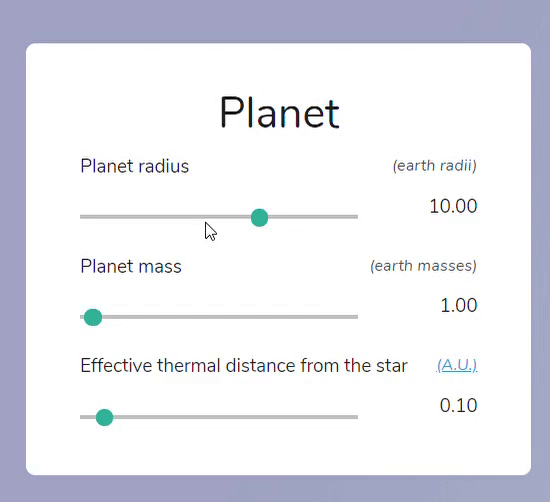 Planet
Planet radius (earth radii)
10.00
Planet mass (earth masses)
1.00
Effective thermal distance from the star (A.U.)
0.10